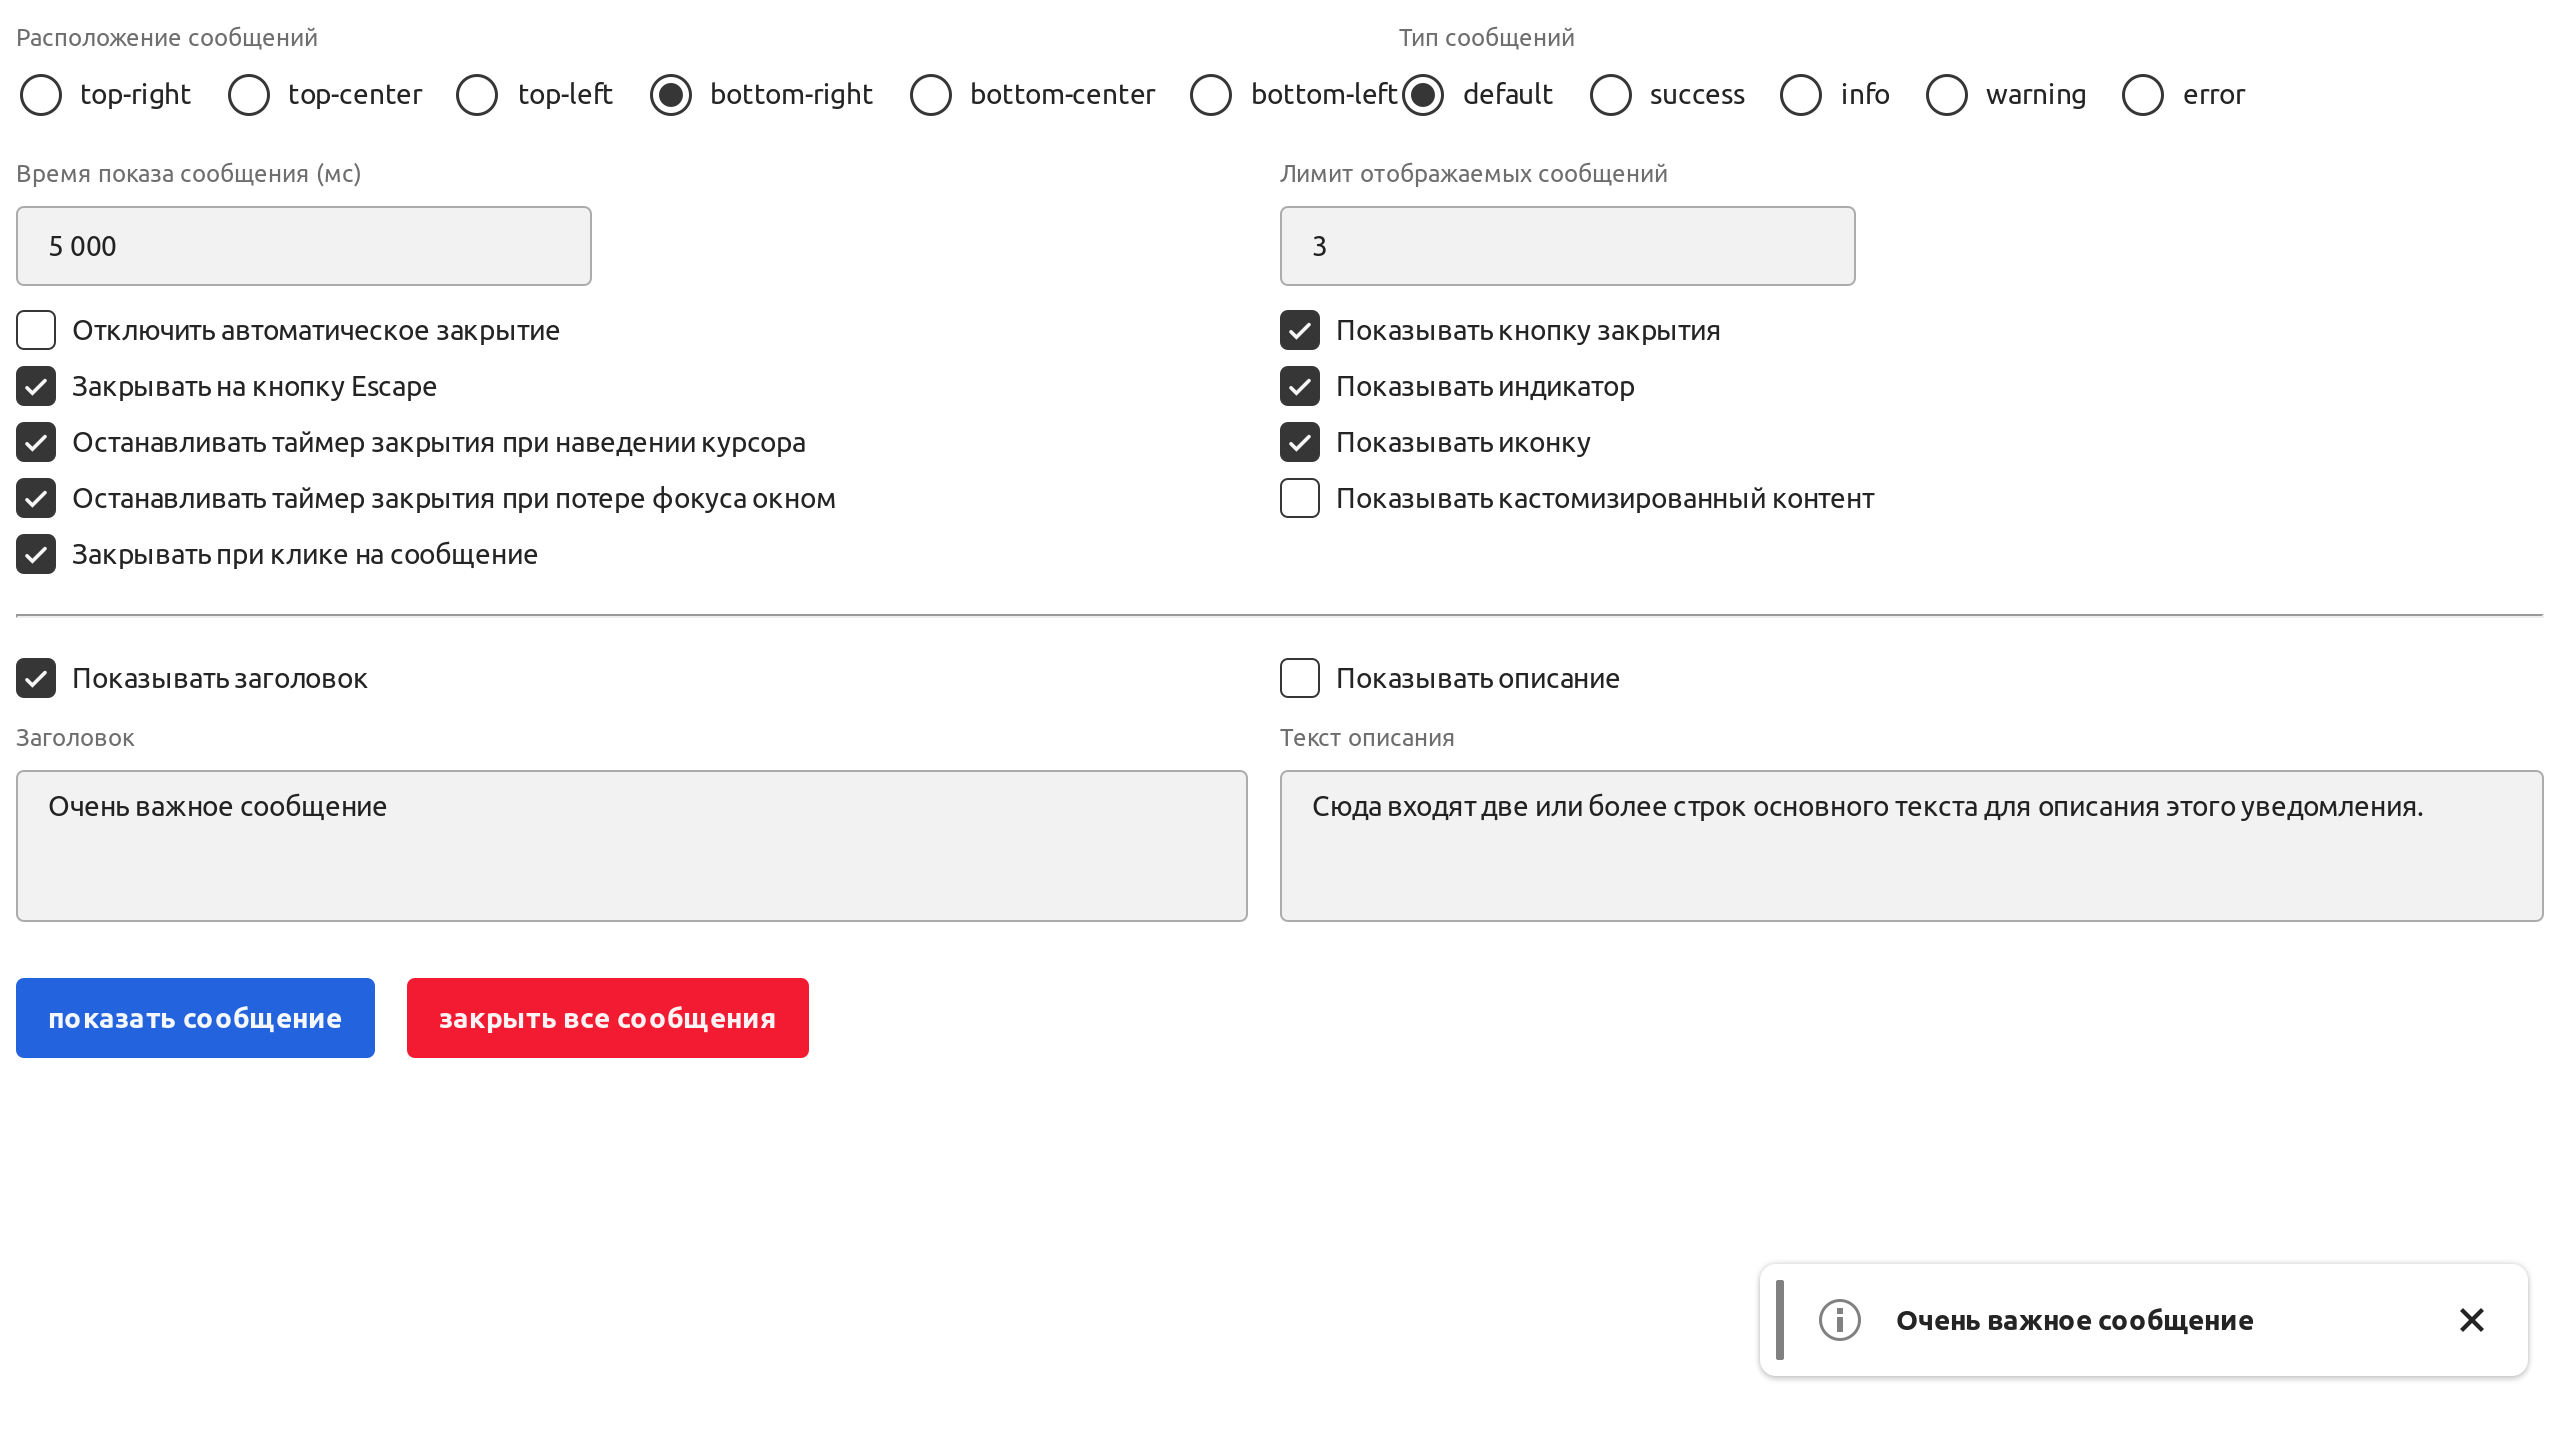 Расположение сообщений
top-right top-center top-left bottom-right bottom-center bottom-left
Тип сообщений
default success info warning error
Время показа сообщения (мс)
5 000
Лимит отображаемых сообщений
3
Отключить автоматическое закрытие
Закрывать на кнопку Escape
Останавливать таймер закрытия при наведении курсора
Останавливать таймер закрытия при потере фокуса окном
Закрывать при клике на сообщение
Показывать кнопку закрытия
Показывать индикатор
Показывать иконку
Показывать кастомизированный контент
Показывать заголовок
Заголовок
Очень важное сообщение
Показывать описание
Текст описания
Сюда входят две или более строк основного текста для описания этого уведомления.
показать сообщение
закрыть все сообщения
Очень важное сообщение